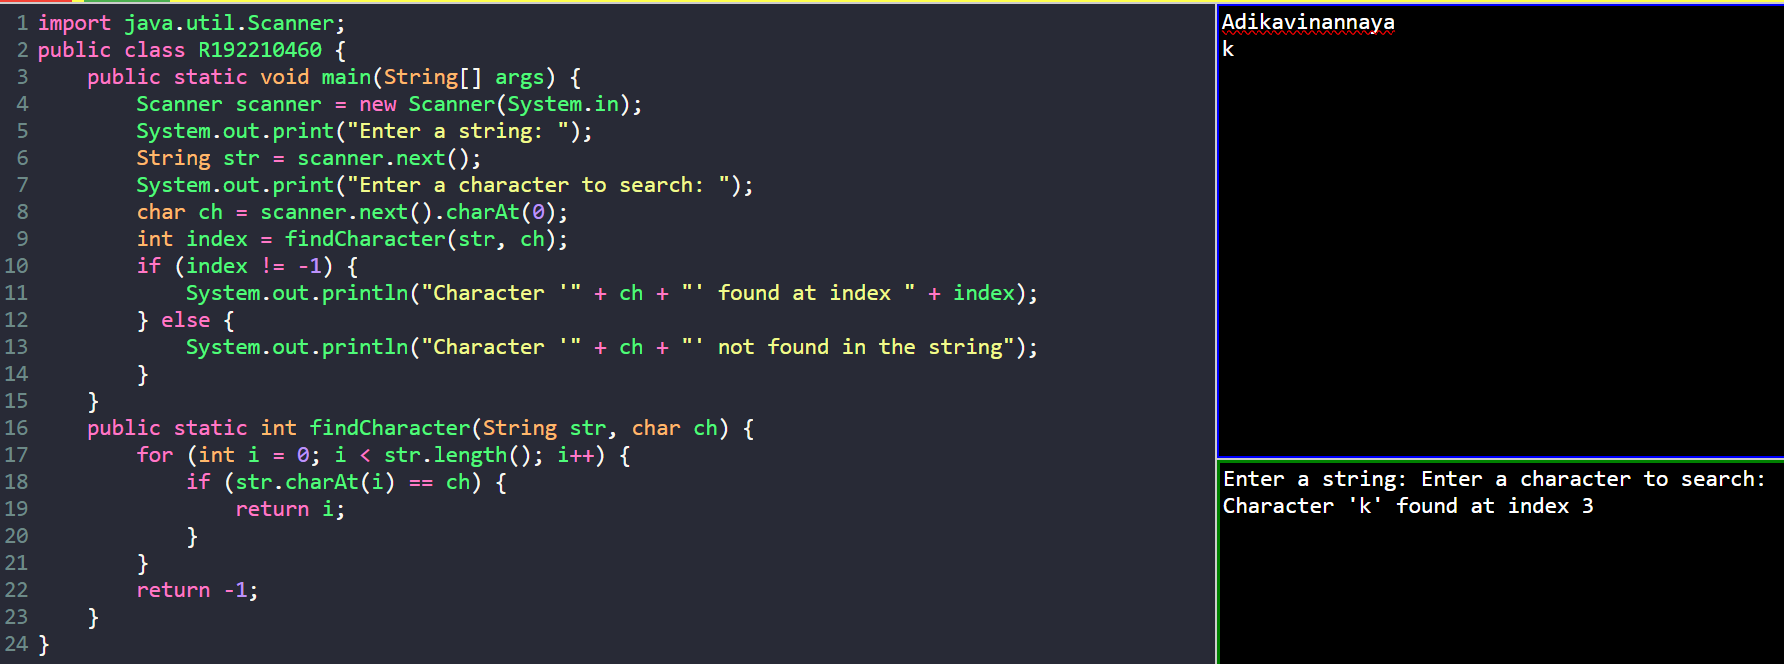 1 import java.util.Scanner;
2 public class R192210460 {
3     public static void main(String[] args) {
4         Scanner scanner = new Scanner(System.in);
5         System.out.print("Enter a string: ");
6         String str = scanner.next();
7         System.out.print("Enter a character to search: ");
8         char ch = scanner.next().charAt(0);
9         int index = findCharacter(str, ch);
10         if (index != -1) {
11             System.out.println("Character '" + ch + "' found at index " + index);
12         } else {
13             System.out.println("Character '" + ch + "' not found in the string");
14         }
15     }
16     public static int findCharacter(String str, char ch) {
17         for (int i = 0; i < str.length(); i++) {
18             if (str.charAt(i) == ch) {
19                 return i;
20             }
21         }
22         return -1;
23     }
24 }
Adikavinannaya
k
Enter a string: Enter a character to search:
Character 'k' found at index 3